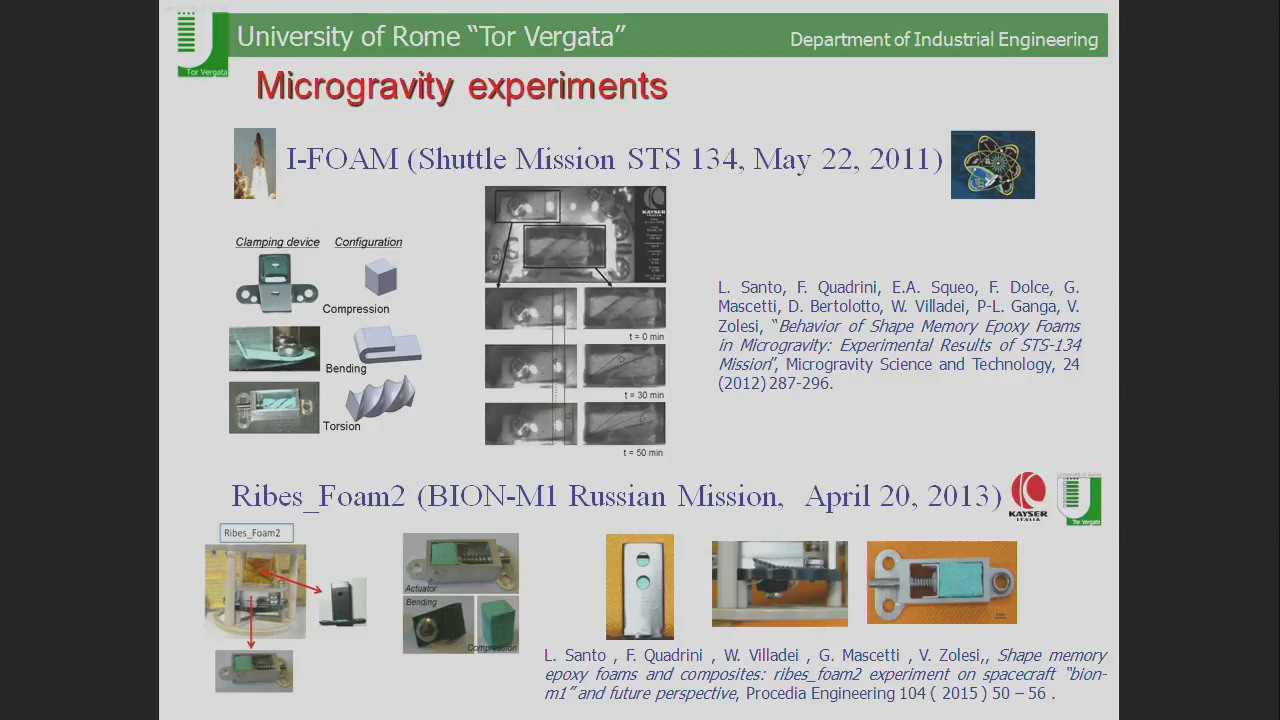 University of Rome “Tor Vergata”
Department of Industrial Engineering
Tor Vergata
Microgravity experiments
I-FOAM (Shuttle Mission STS 134, May 22, 2011)
Clamping device
Configuration
Compression
Bending
Torsion
KAYSER
ITALIA
t = 0 min
t = 30 min
t = 50 min
L. Santo, F. Quadrini, E.A. Squeo, F. Dolce, G.
Mascetti, D. Bertolotto, W. Villadei, P-L. Ganga, V.
Zolesi, “Behavior of Shape Memory Epoxy Foams
in Microgravity: Experimental Results of STS-134
Mission”, Microgravity Science and Technology, 24
(2012) 287-296.
Ribes_Foam2 (BION-M1 Russian Mission, April 20, 2013)
KAYSER
ITALIA
Tor Vergata
Ribes_Foam2
Actuator
Bending
Compression
L. Santo , F. Quadrini , W. Villadei , G. Mascetti , V. Zolesi,, Shape memory
epoxy foams and composites: ribes_foam2 experiment on spacecraft “bion-
m1” and future perspective, Procedia Engineering 104 ( 2015 ) 50 – 56 .